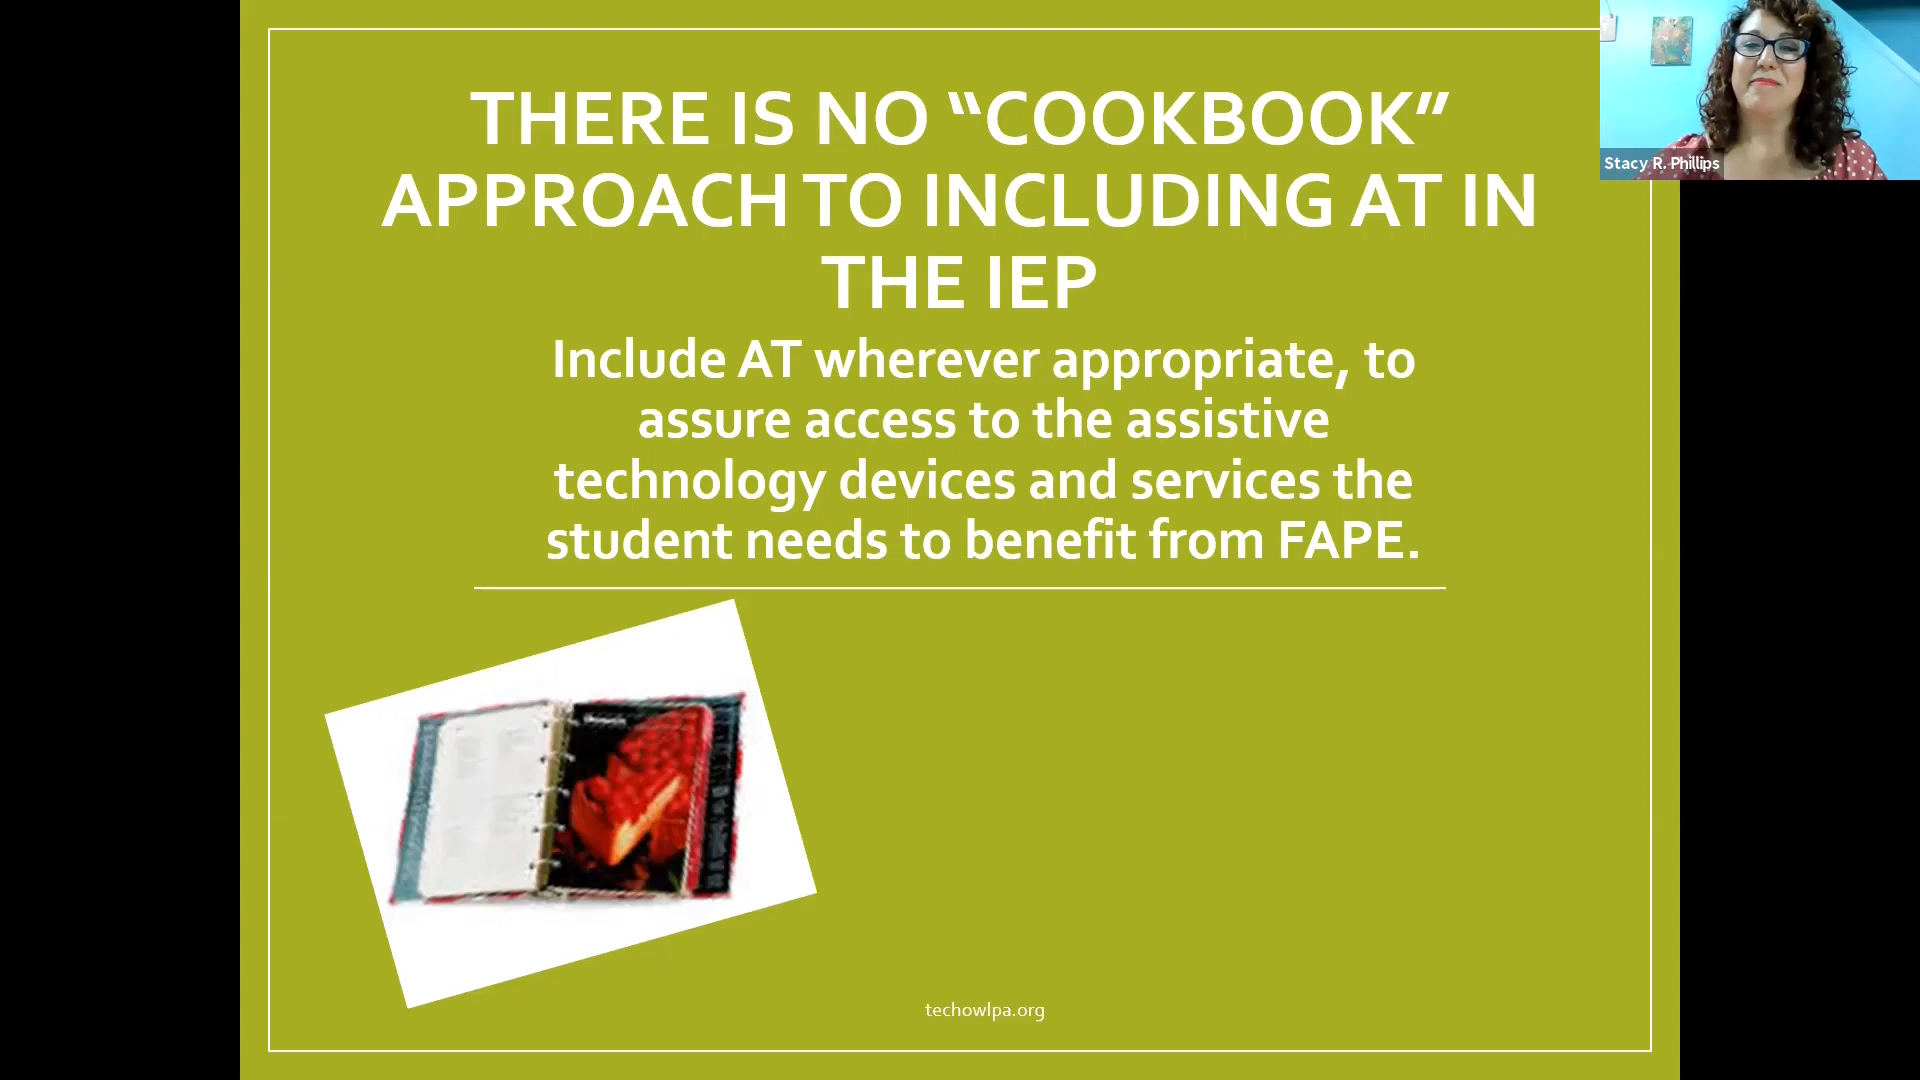 THERE IS NO “COOKBOOK”
APPROACH TO INCLUDING AT IN
THE IEP
Include AT wherever appropriate, to
assure access to the assistive
technology devices and services the
student needs to benefit from FAPE.
techowlpa.org
Stacy R. Phillips